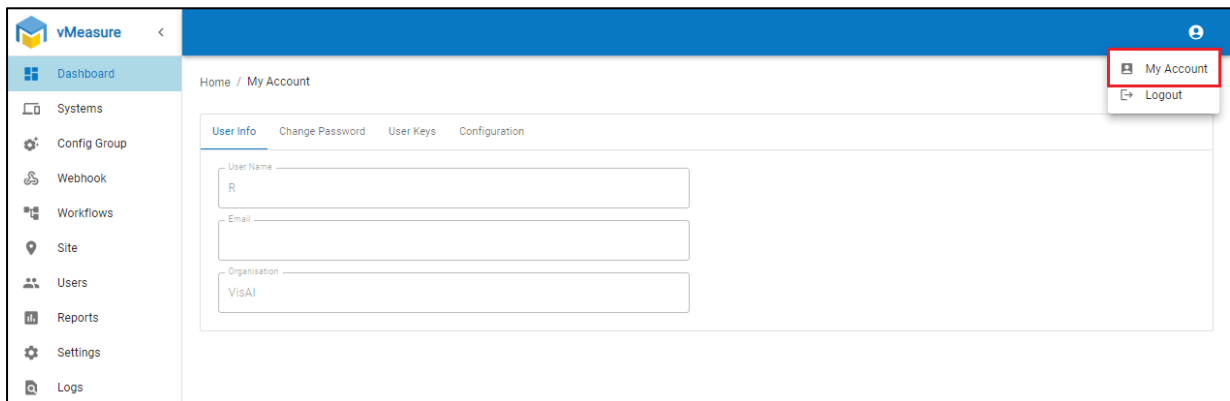 vMeasure
My Account
Logout
Dashboard
Systems
Config Group
Webhook
Workflows
Site
Users
Reports
Settings
Logs
Home / My Account
User Info Change Password User Keys Configuration
User Name
R
Email
Organisation
VisAI